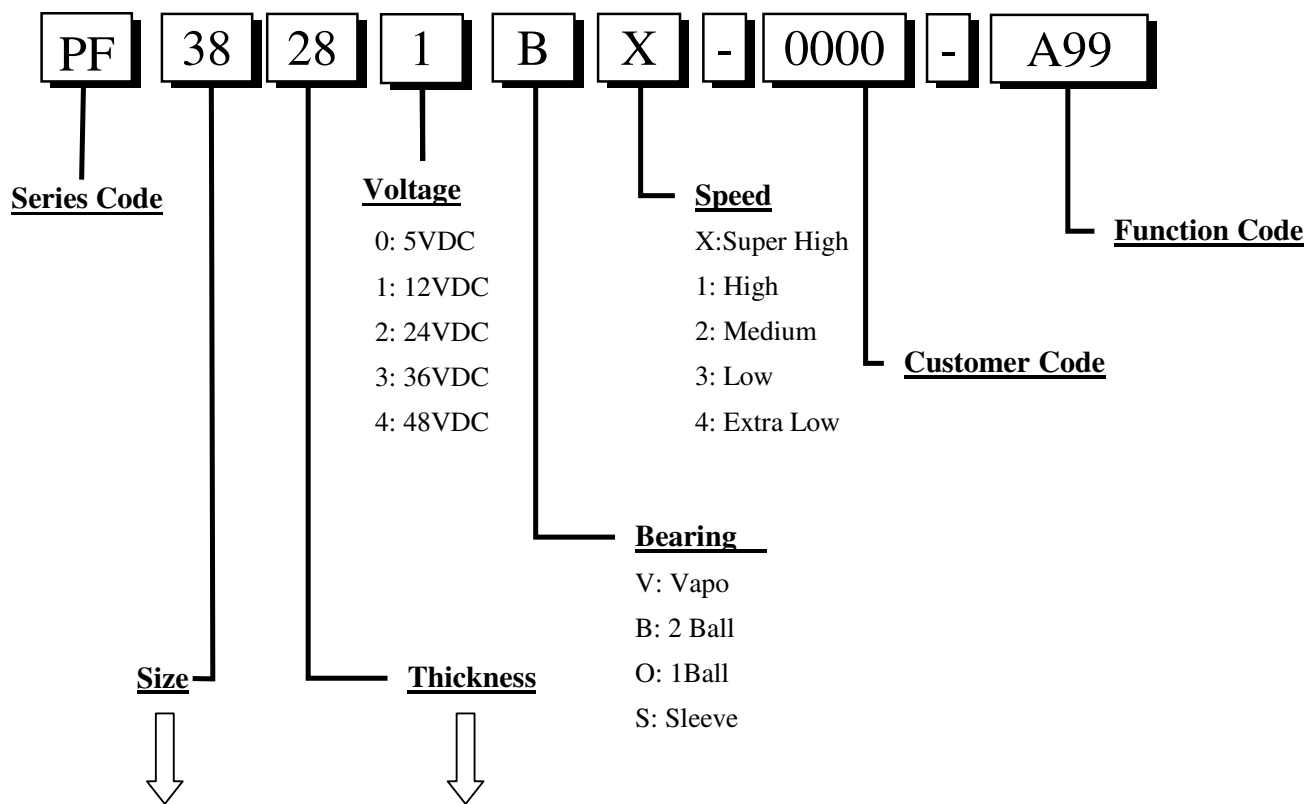 PF 38 28 1 B X - 0000 - A99
Series Code
Voltage
0: 5VDC
1: 12VDC
2: 24VDC
3: 36VDC
4: 48VDC
Speed
X:Super High
1: High
2: Medium
3: Low
4: Extra Low
Function Code
Customer Code
Bearing
V: Vapo
B: 2 Ball
O: 1Ball
S: Sleeve
Size
Thickness